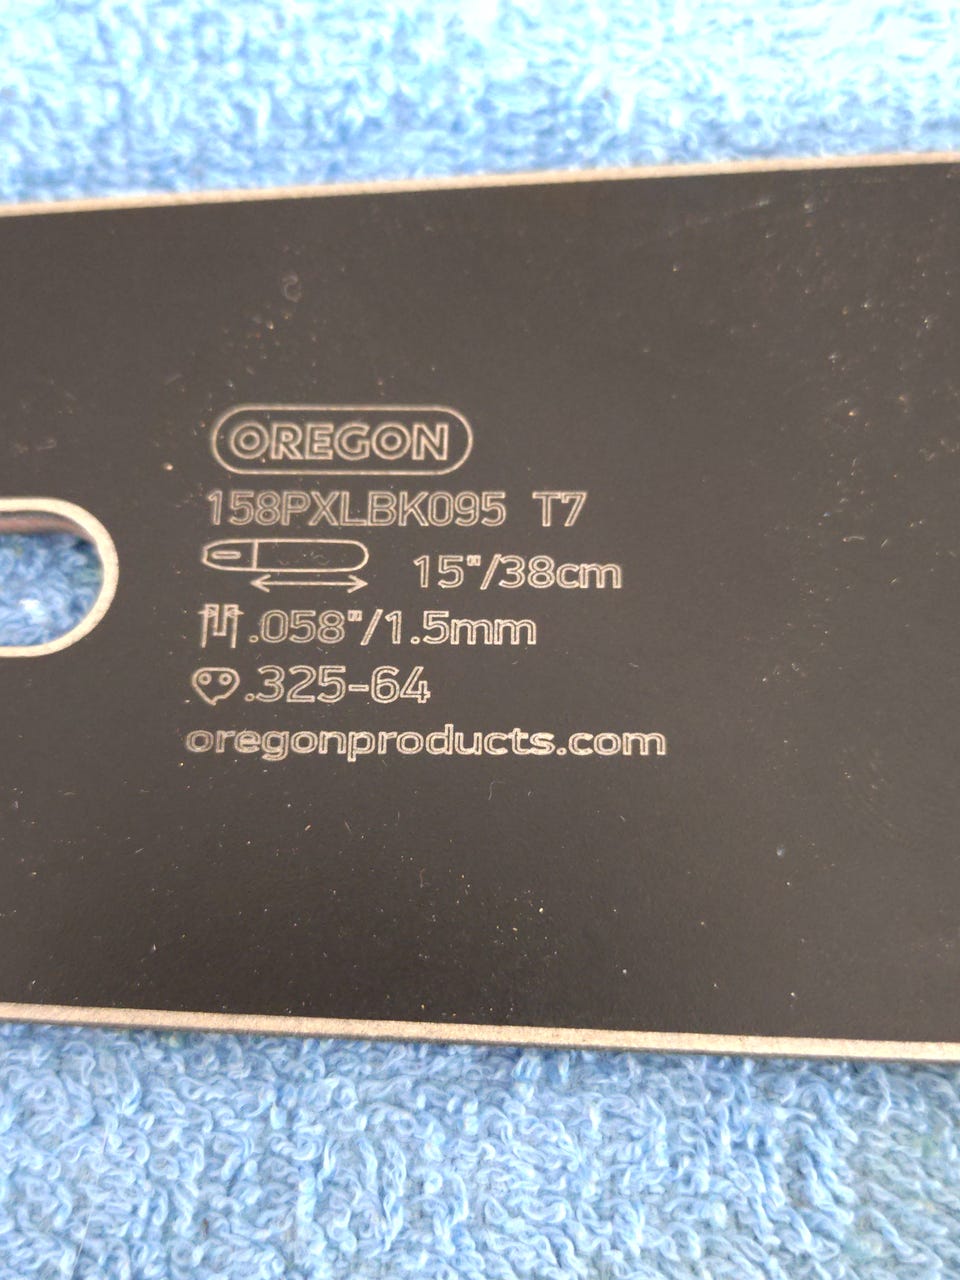 OREGON
158PXLBK095 T7
15"/38cm
.058"/1.5mm
.325-64
oregonproducts.com